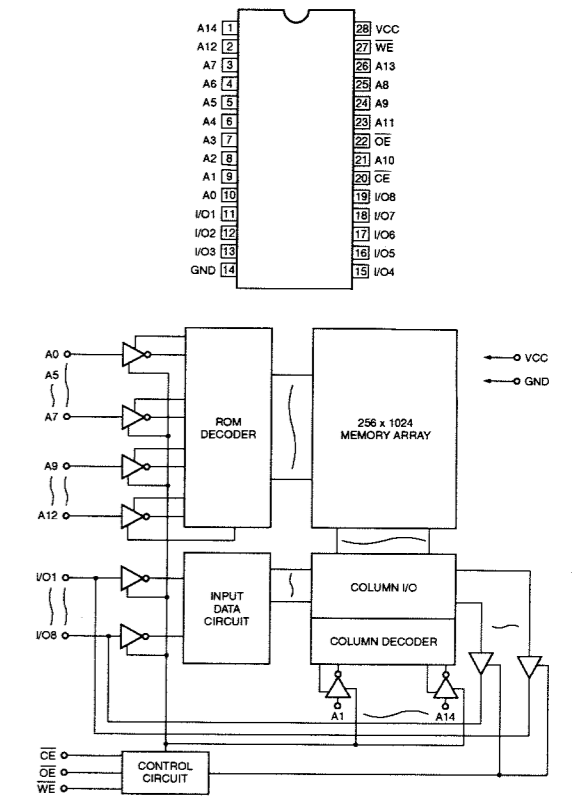 A14 1 28 VCC
A12 2 27 WE
A7 3 26 A13
A6 4 25 A8
A5 5 24 A9
A4 6 23 A11
A3 7 22 OE
A2 8 21 A10
A1 9 20 CE
A0 10 19 I/O8
I/O1 11 18 I/O7
I/O2 12 17 I/O6
I/O3 13 16 I/O5
GND 14 15 I/O4
A0
A5
A7
A9
A12
ROM
DECODER
256 x 1024
MEMORY ARRAY
VCC
GND
I/O1
I/O8
INPUT
DATA
CIRCUIT
COLUMN I/O
COLUMN DECODER
A1
A14
CE
OE
WE
CONTROL
CIRCUIT